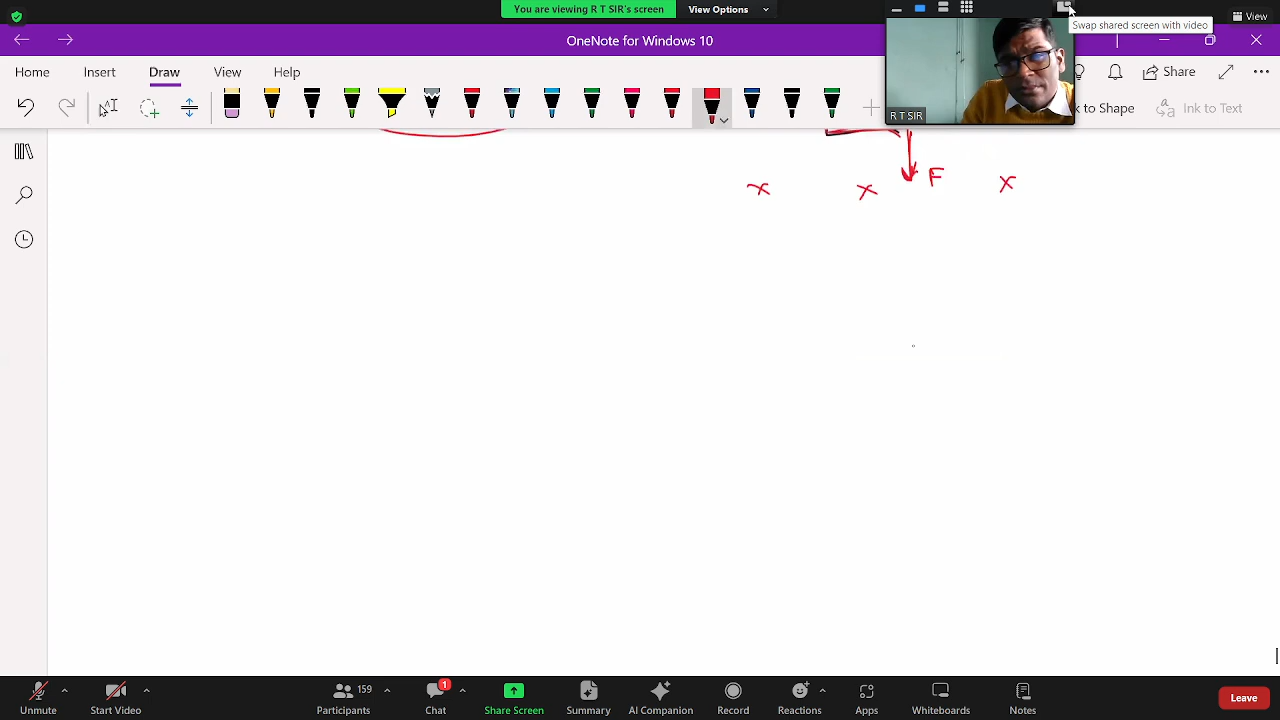 You are viewing R T SIR's screen
View Options
View
Swap shared screen with video
OneNote for Windows 10
Home
Insert
Draw
View
Help
Share
k to Shape
Ink to Text
R T SIR
F
x
x
x
Unmute
Start Video
159
Participants
1
Chat
Share Screen
Summary
AI Companion
Record
Reactions
Apps
Whiteboards
Notes
Leave